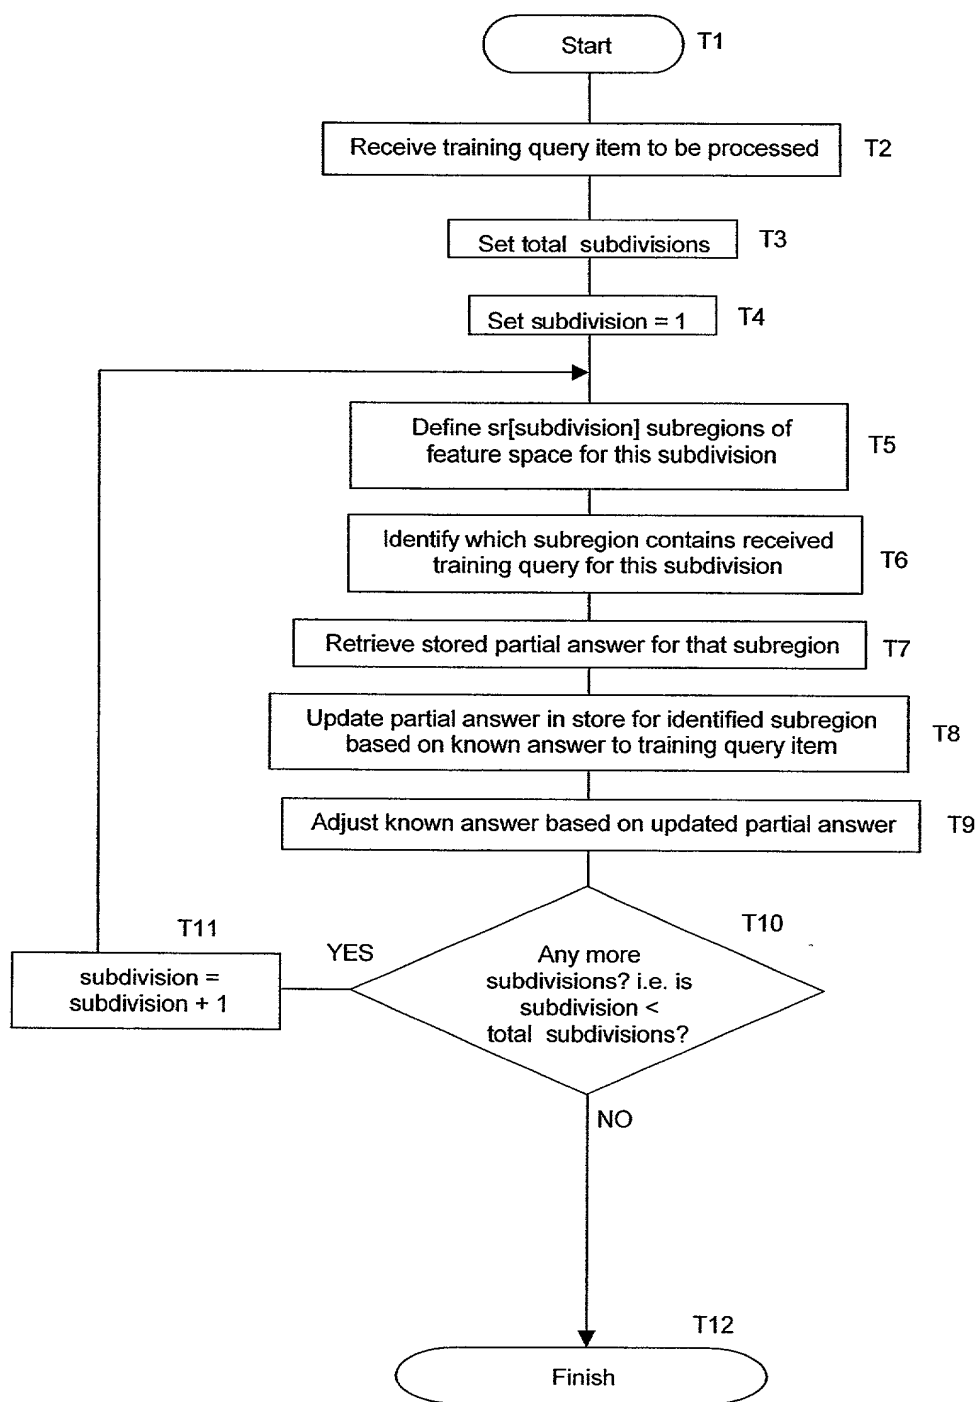 Start
T1
Receive training query item to be processed
T2
Set total subdivisions
T3
Set subdivision = 1
T4
Define sr[subdivision] subregions of
feature space for this subdivision
T5
Identify which subregion contains received
training query for this subdivision
T6
Retrieve stored partial answer for that subregion
T7
Update partial answer in store for identified subregion
based on known answer to training query item
T8
Adjust known answer based on updated partial answer
T9
T10
Any more
subdivisions? i.e. is
subdivision <
total subdivisions?
YES
T11
subdivision =
subdivision + 1
NO
T12
Finish